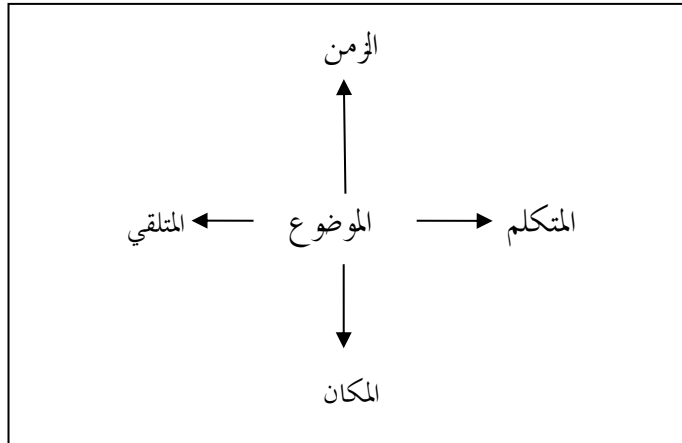 الزمن
المتكلم الموضوع المتلقي
المكان